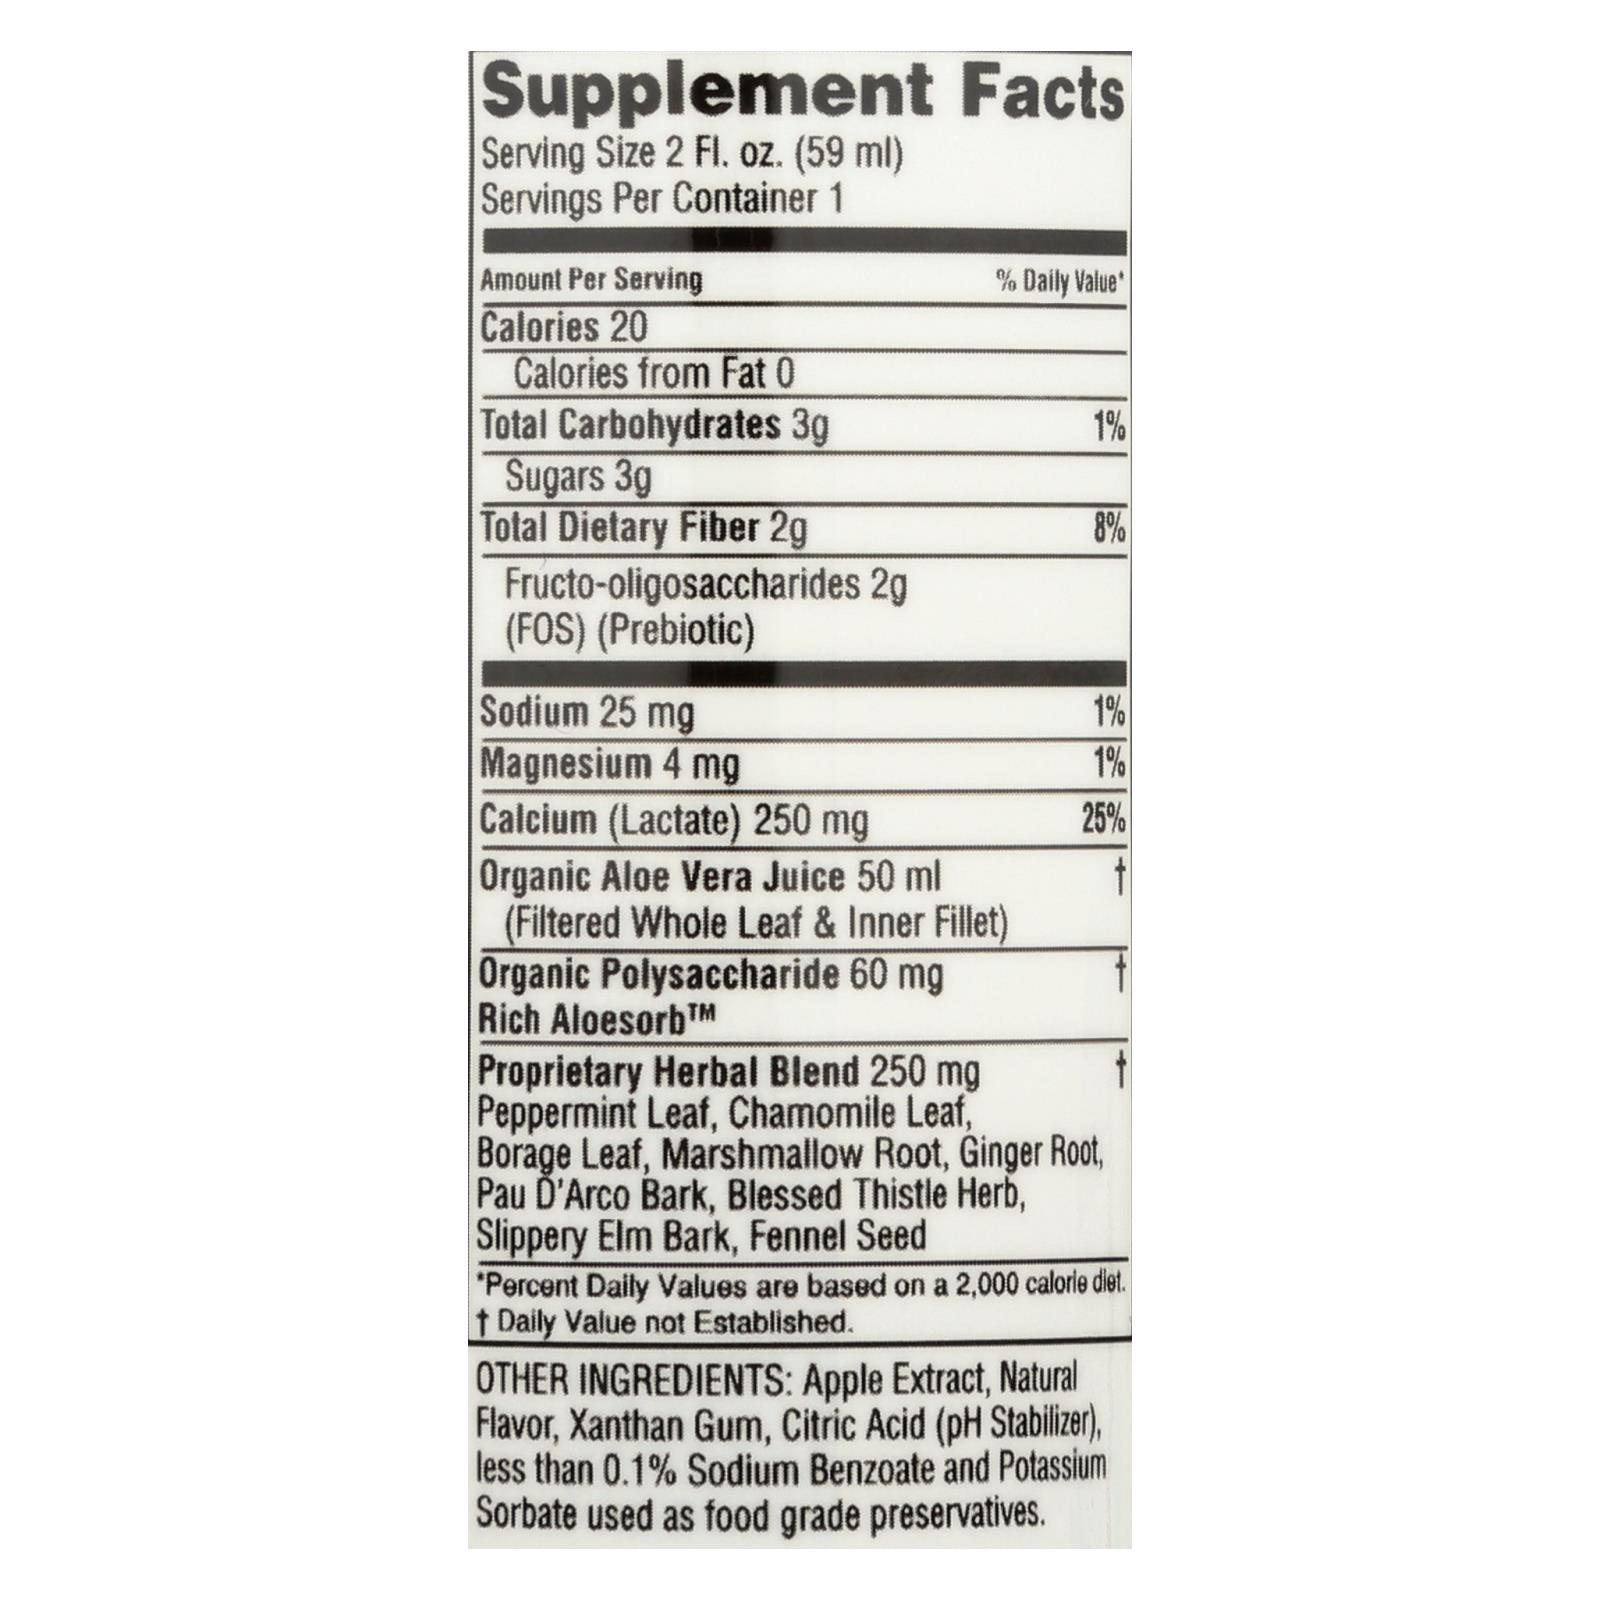 Supplement Facts
Serving Size 2 Fl. oz. (59 ml)
Servings Per Container 1
Amount Per Serving % Daily Value*
Calories 20
Calories from Fat 0
Total Carbohydrates 3g 1%
Sugars 3g
Total Dietary Fiber 2g 8%
Fructo-oligosaccharides 2g
(FOS) (Prebiotic)
Sodium 25 mg 1%
Magnesium 4 mg 1%
Calcium (Lactate) 250 mg 25%
Organic Aloe Vera Juice 50 ml †
(Filtered Whole Leaf & Inner Fillet)
Organic Polysaccharide 60 mg †
Rich Aloesorb™
Proprietary Herbal Blend 250 mg †
Peppermint Leaf, Chamomile Leaf,
Borage Leaf, Marshmallow Root, Ginger Root,
Pau D'Arco Bark, Blessed Thistle Herb,
Slippery Elm Bark, Fennel Seed
*Percent Daily Values are based on a 2,000 calorie diet.
† Daily Value not Established.
OTHER INGREDIENTS: Apple Extract, Natural
Flavor, Xanthan Gum, Citric Acid (pH Stabilizer),
less than 0.1% Sodium Benzoate and Potassium
Sorbate used as food grade preservatives.